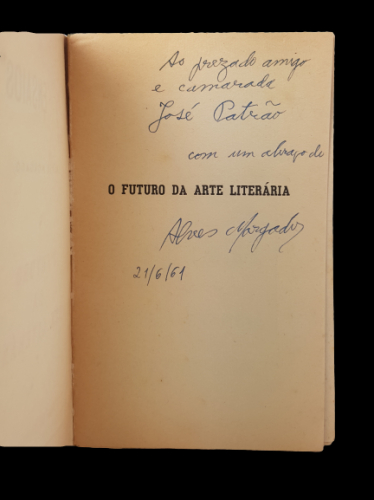 Ao prezado amigo
e camarada
José Patrão
com um abraço de
O FUTURO DA ARTE LITERÁRIA
Alves Morgado
21/6/61